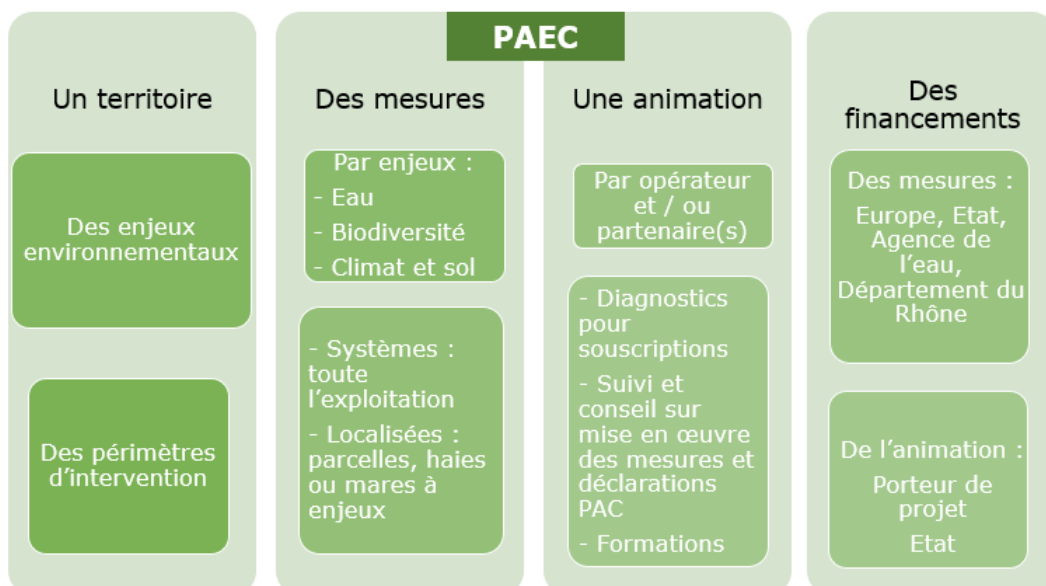 PAEC
Un territoire
Des enjeux
environnementaux
Des périmètres
d’intervention
Des mesures
Par enjeux :
- Eau
- Biodiversité
- Climat et sol
- Systèmes :
toute
l’exploitation
- Localisées :
parcelles, haies
ou mares à
enjeux
Une animation
Par opérateur
et / ou
partenaire(s)
- Diagnostics
pour
souscriptions
- Suivi et
conseil sur
mise en œuvre
des mesures et
déclarations
PAC
- Formations
Des
financements
Des mesures :
Europe, Etat,
Agence de
l’eau,
Département du
Rhône
De l’animation :
Porteur de
projet
Etat